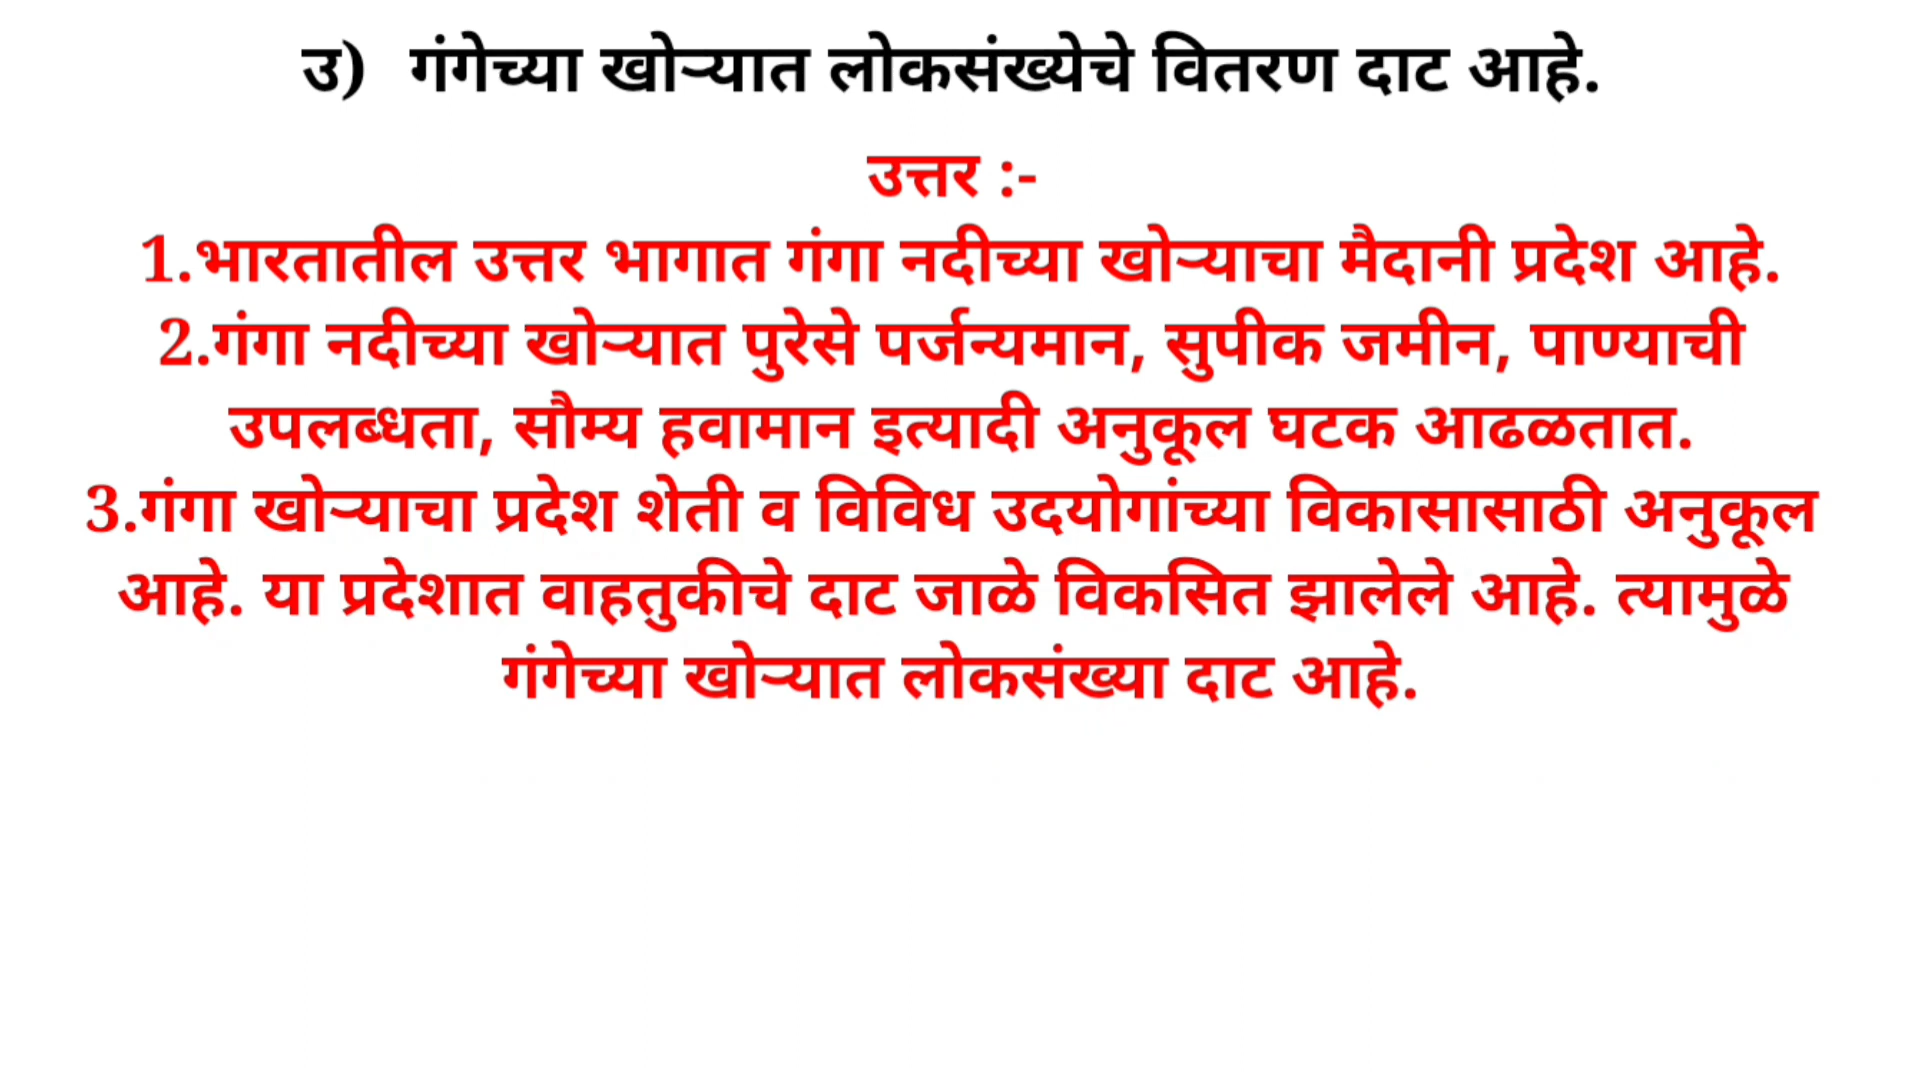 उ) गंगेच्या खोऱ्यात लोकसंख्येचे वितरण दाट आहे.
उत्तर :-
1.भारतातील उत्तर भागात गंगा नदीच्या खोऱ्याचा मैदानी प्रदेश आहे.
2.गंगा नदीच्या खोऱ्यात पुरेसे पर्जन्यमान, सुपीक जमीन, पाण्याची
उपलब्धता, सौम्य हवामान इत्यादी अनुकूल घटक आढळतात.
3.गंगा खोऱ्याचा प्रदेश शेती व विविध उदयोगांच्या विकासासाठी अनुकूल
आहे. या प्रदेशात वाहतुकीचे दाट जाळे विकसित झालेले आहे. त्यामुळे
गंगेच्या खोऱ्यात लोकसंख्या दाट आहे.